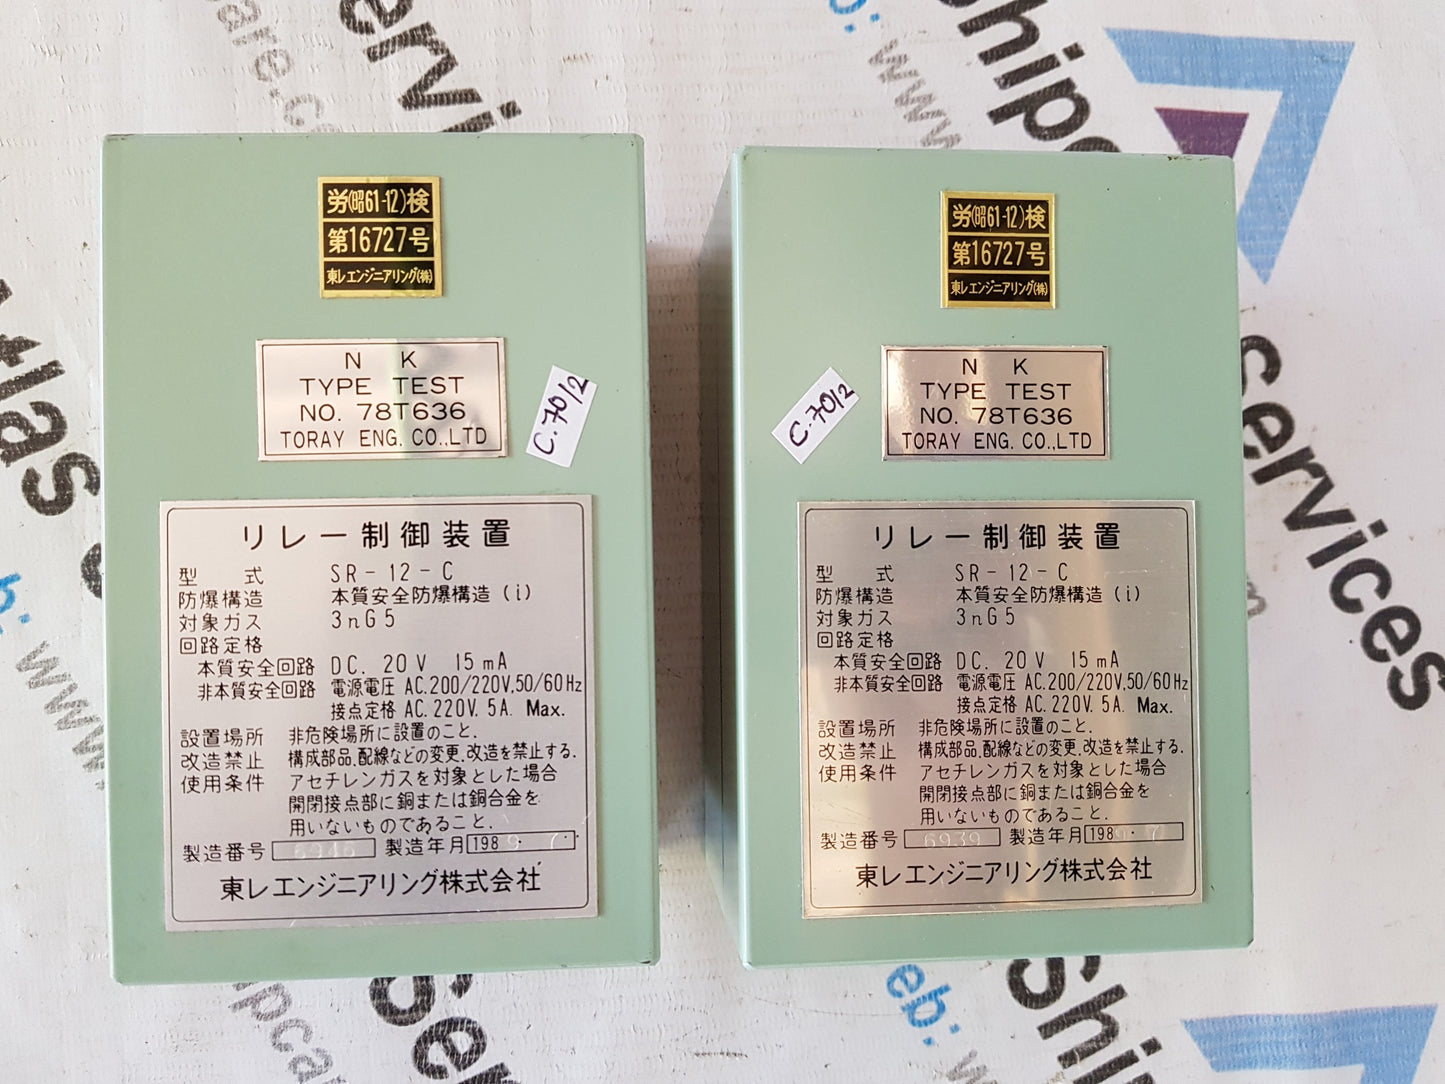 労(昭61-12)検
第16727号
東レエンジニアリング(株)
N K
TYPE TEST
NO. 78T636
TORAY ENG. CO.,LTD
C.70/2
リレー制御装置
型 式 SR-12-C
防爆構造 本質安全防爆構造(i)
対象ガス 3nG5
回路定格
本質安全回路 DC. 20V 15mA
非本質安全回路 電源電圧 AC.200/220V,50/60Hz
接点定格 AC.220V. 5A. Max.
設置場所 非危険場所に設置のこと.
改造禁止 構成部品,配線などの変更,改造を禁止する.
使用条件 アセチレンガスを対象とした場合
開閉接点部に銅または銅合金を
用いないものであること.
製造番号 6946 製造年月 1989. 7
東レエンジニアリング株式会社
労(昭61-12)検
第16727号
東レエンジニアリング(株)
N K
TYPE TEST
NO. 78T636
TORAY ENG. CO.,LTD
C.70/2
リレー制御装置
型 式 SR-12-C
防爆構造 本質安全防爆構造(i)
対象ガス 3nG5
回路定格
本質安全回路 DC. 20V 15mA
非本質安全回路 電源電圧 AC.200/220V,50/60Hz
接点定格 AC.220V. 5A. Max.
設置場所 非危険場所に設置のこと.
改造禁止 構成部品,配線などの変更,改造を禁止する.
使用条件 アセチレンガスを対象とした場合
開閉接点部に銅または銅合金を
用いないものであること.
製造番号 6939 製造年月 198 . 7
東レエンジニアリング株式会社
services